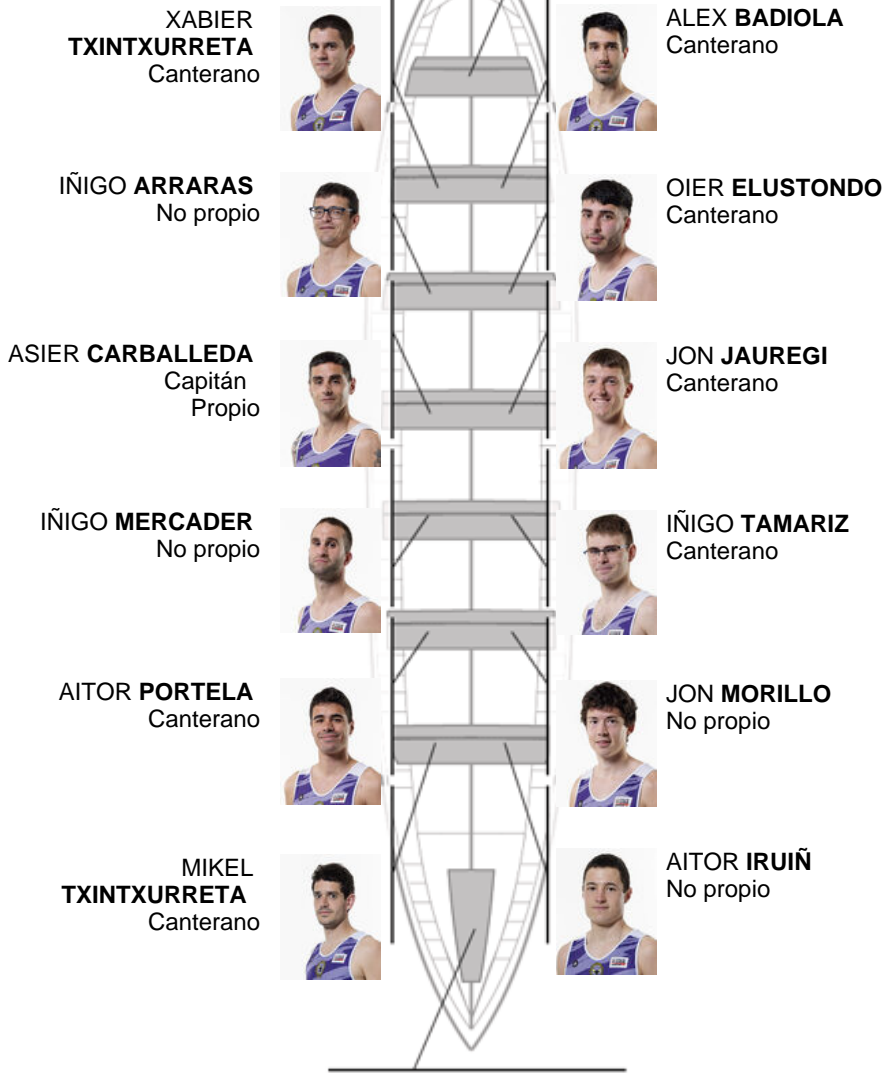 XABIER
TXINTXURRETA
Canterano
ALEX BADIOLA
Canterano
IÑIGO ARRARAS
No propio
OIER ELUSTONDO
Canterano
ASIER CARBALLEDA
Capitán
Propio
JON JAUREGI
Canterano
IÑIGO MERCADER
No propio
IÑIGO TAMARIZ
Canterano
AITOR PORTELA
Canterano
JON MORILLO
No propio
MIKEL
TXINTXURRETA
Canterano
AITOR IRUIÑ
No propio